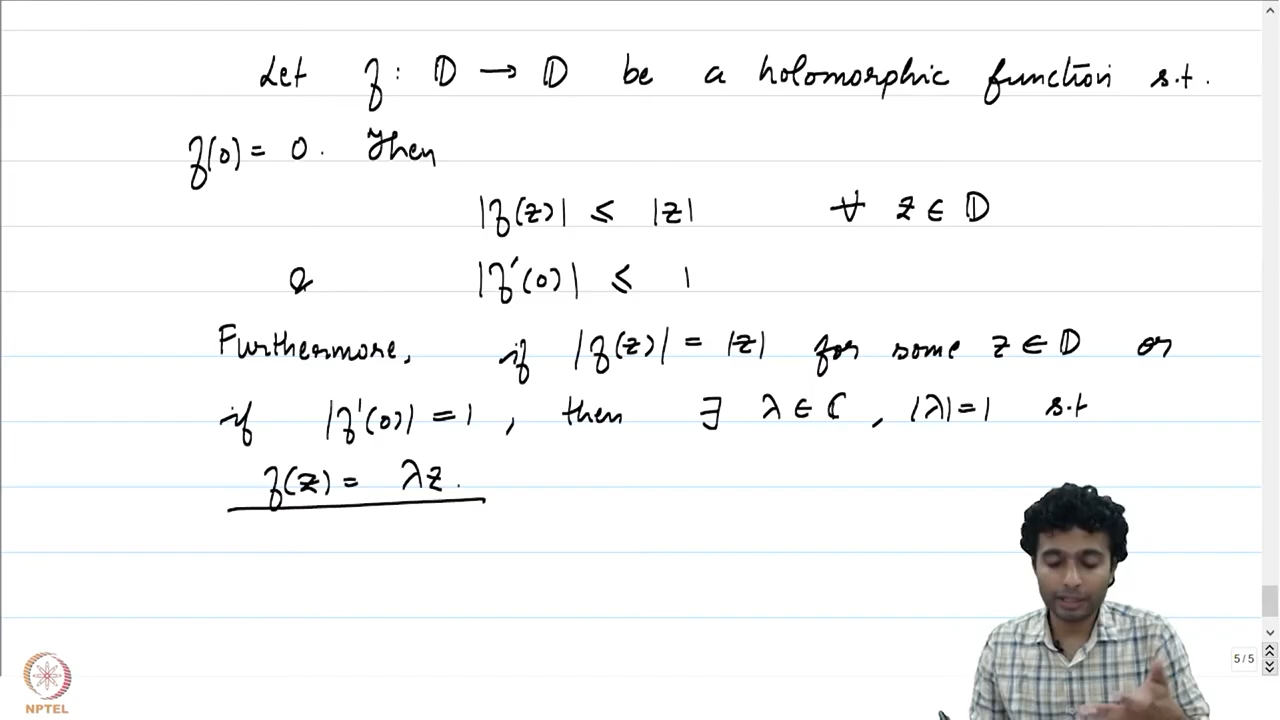 Let f : 𝔻 → 𝔻 be a holomorphic function s.t.
f(0) = 0. Then
|f(z)| ≤ |z| ∀ z ∈ 𝔻
& |f'(0)| ≤ 1
Furthermore, if |f(z)| = |z| for some z ∈ 𝔻 or
if |f'(0)| = 1, then ∃ λ ∈ ℂ, |λ|=1 s.t
f(z) = λz.
5 / 5
NPTEL